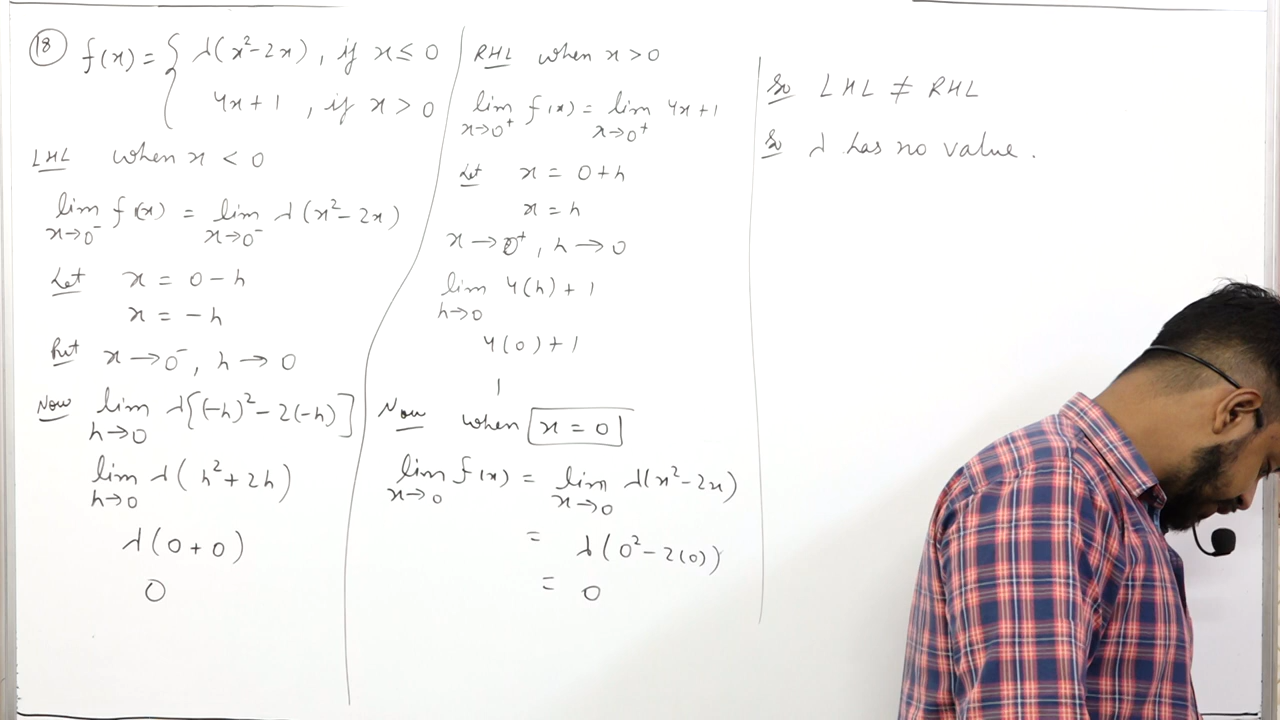 18 f(x) = { λ(x²-2x), if x ≤ 0
4x+1 , if x > 0
LHL when x < 0
lim x→0⁻ f(x) = lim x→0⁻ λ(x²-2x)
Let x = 0-h
x = -h
Put x→0⁻, h→0
Now lim h→0 λ[(-h)²-2(-h)]
lim h→0 λ(h²+2h)
λ(0+0)
0
RHL when x > 0
lim x→0⁺ f(x) = lim x→0⁺ 4x+1
Let x = 0+h
x = h
x→0⁺, h→0
lim h→0 4(h)+1
4(0)+1
1
Now when x = 0
lim x→0 f(x) = lim x→0 λ(x²-2x)
= λ(0²-2(0))
= 0
So LHL ≠ RHL
So λ has no value.